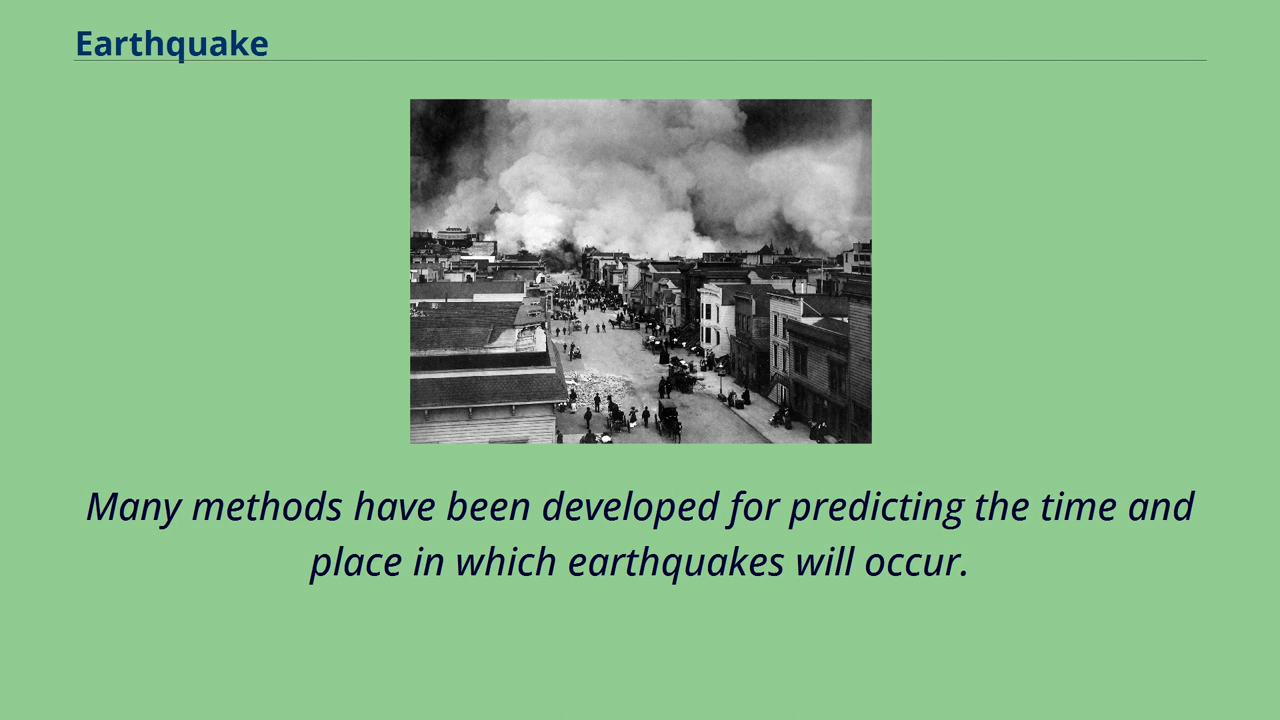 Earthquake
Many methods have been developed for predicting the time and
place in which earthquakes will occur.